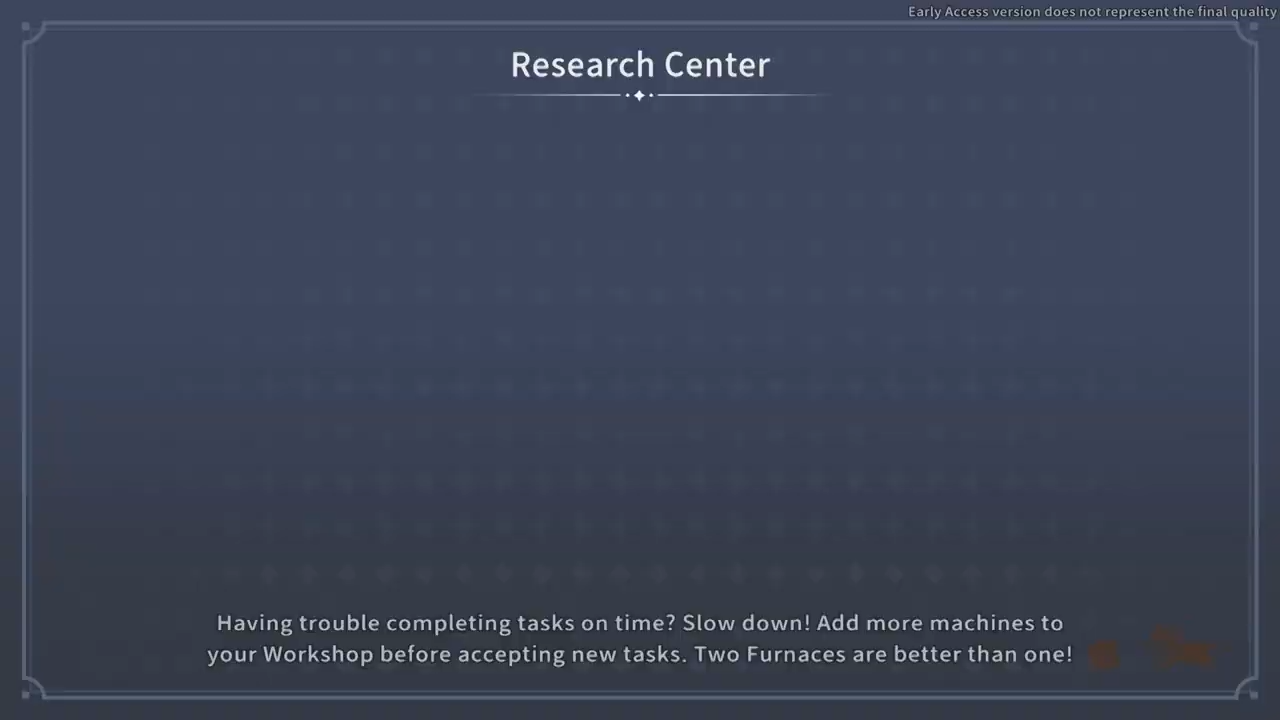 Early Access version does not represent the final quality
Research Center
Having trouble completing tasks on time? Slow down! Add more machines to
your Workshop before accepting new tasks. Two Furnaces are better than one!